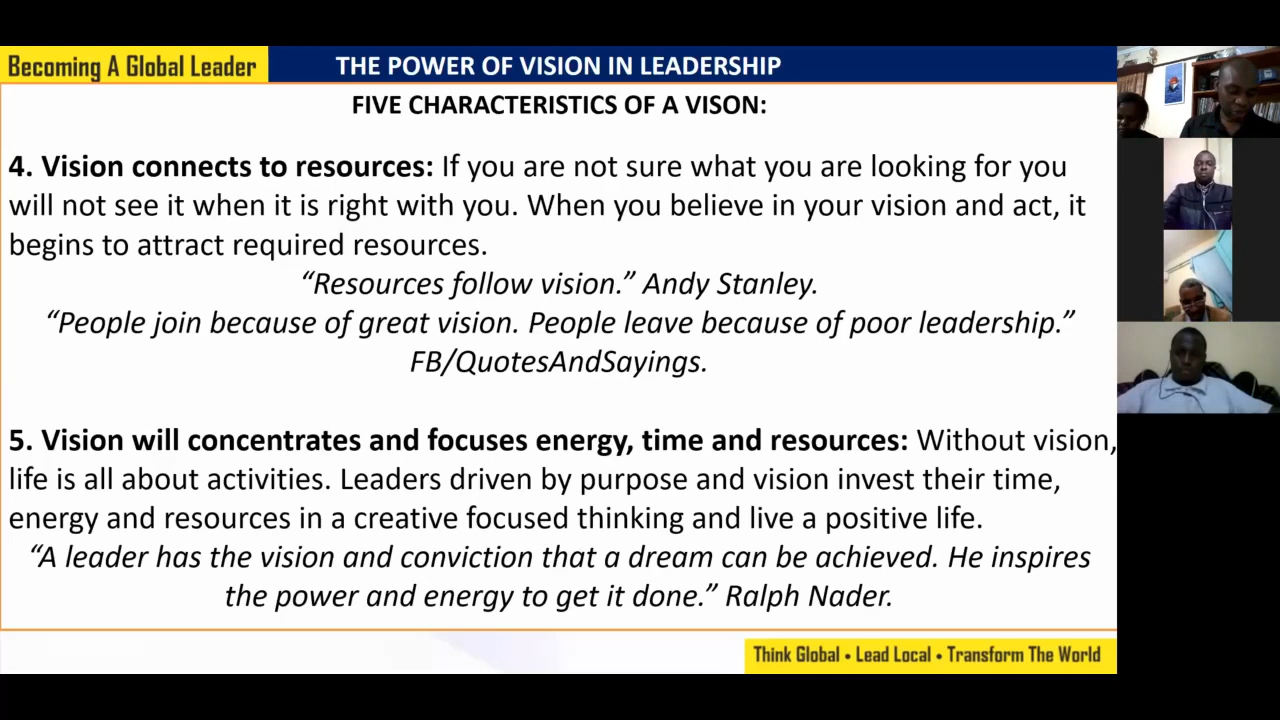 Becoming A Global Leader
THE POWER OF VISION IN LEADERSHIP
FIVE CHARACTERISTICS OF A VISON:
4. Vision connects to resources: If you are not sure what you are looking for you
will not see it when it is right with you. When you believe in your vision and act, it
begins to attract required resources.
“Resources follow vision.” Andy Stanley.
“People join because of great vision. People leave because of poor leadership.”
FB/QuotesAndSayings.
5. Vision will concentrates and focuses energy, time and resources: Without vision,
life is all about activities. Leaders driven by purpose and vision invest their time,
energy and resources in a creative focused thinking and live a positive life.
“A leader has the vision and conviction that a dream can be achieved. He inspires
the power and energy to get it done.” Ralph Nader.
Think Global • Lead Local • Transform The World